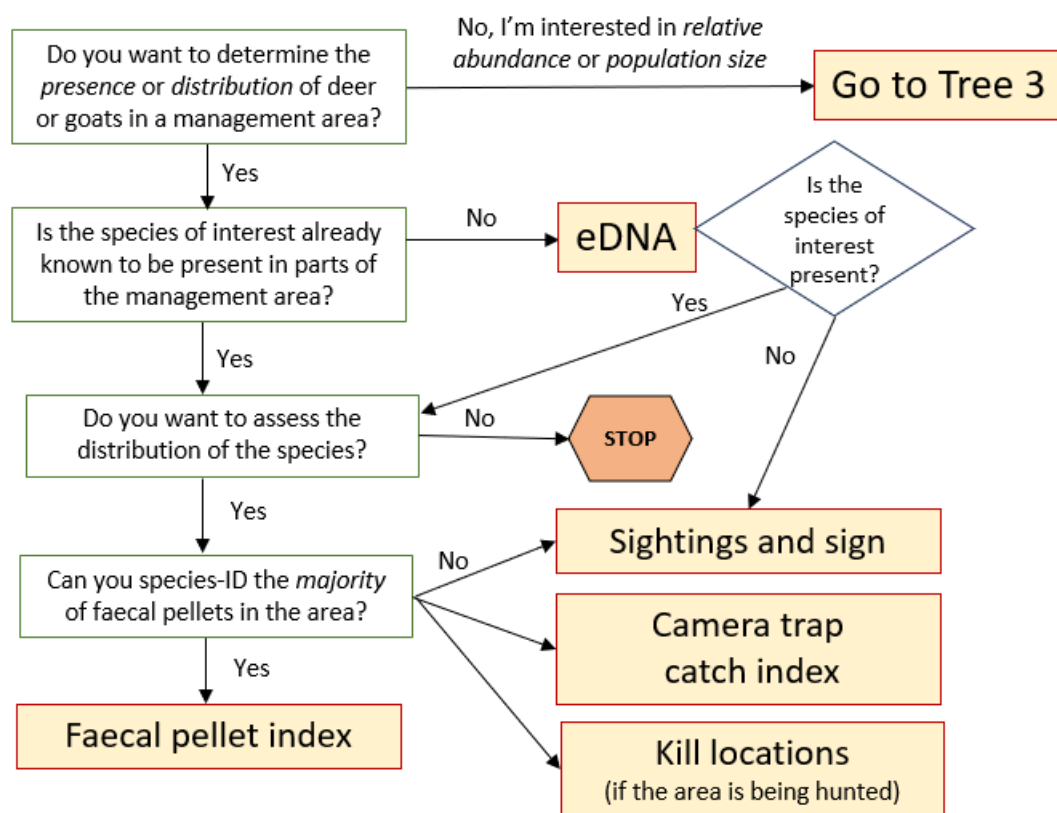 Do you want to determine the
presence or distribution of deer
or goats in a management area?
No, I’m interested in relative
abundance or population size
Go to Tree 3
Yes
Is the species of interest already
known to be present in parts of
the management area?
No
eDNA
Is the
species of
interest
present?
Yes
No
Yes
Do you want to assess the
distribution of the species?
No
STOP
Yes
Can you species-ID the majority
of faecal pellets in the area?
No
Sightings and sign
Camera trap
catch index
Yes
Faecal pellet index
Kill locations
(if the area is being hunted)